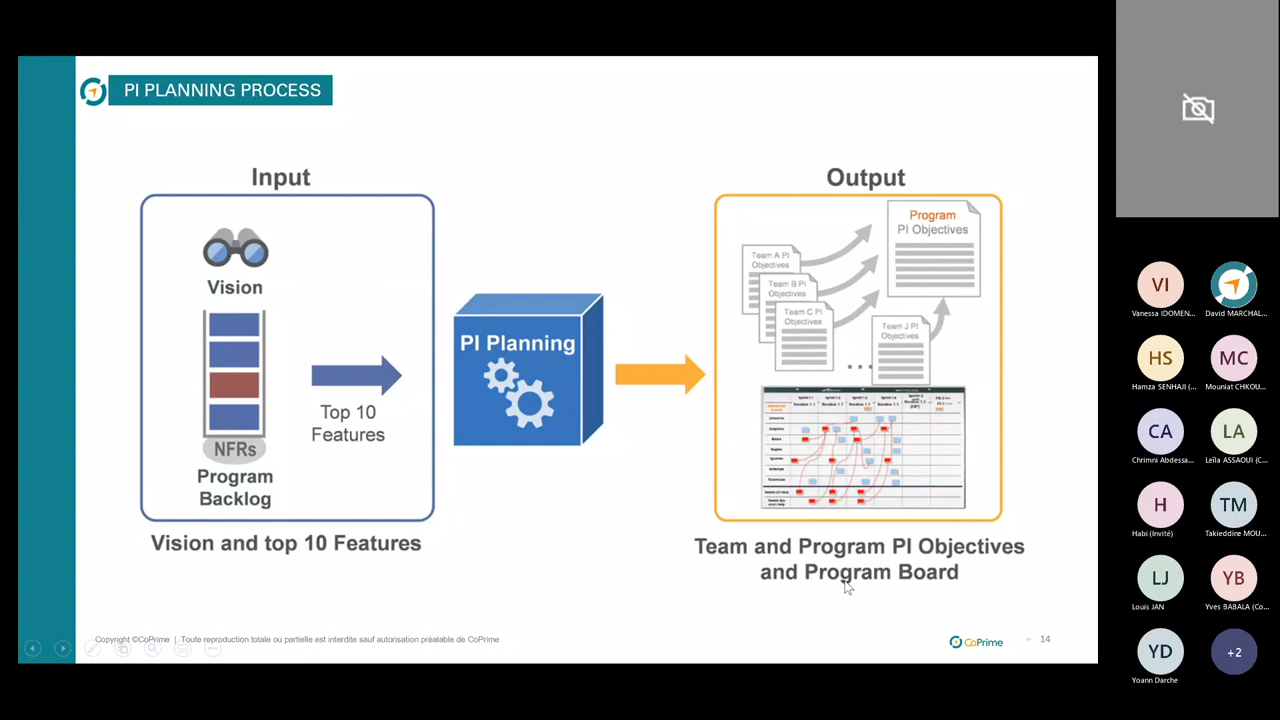 PI PLANNING PROCESS
Input
Vision
NFRs
Program
Backlog
Top 10
Features
Vision and top 10 Features
PI Planning
Output
Program
PI Objectives
Team A PI
Objectives
Team B PI
Objectives
Team C PI
Objectives
Team J PI
Objectives
...
Team and Program PI Objectives
and Program Board
Copyright ©CoPrime | Toute reproduction totale ou partielle est interdite sauf autorisation préalable de CoPrime
CoPrime
14
VI
Vanessa IDOMEN...
David MARCHAL...
HS
Hamza SENHAJI (...
MC
Mouniat CHKOU...
CA
Chrimni Abdessa...
LA
Leïla ASSAOUI (C...
H
Habi (Invité)
TM
Takieddine MOU...
LJ
Louis JAN
YB
Yves BABALA (Co...
YD
Yoann Darche
+2